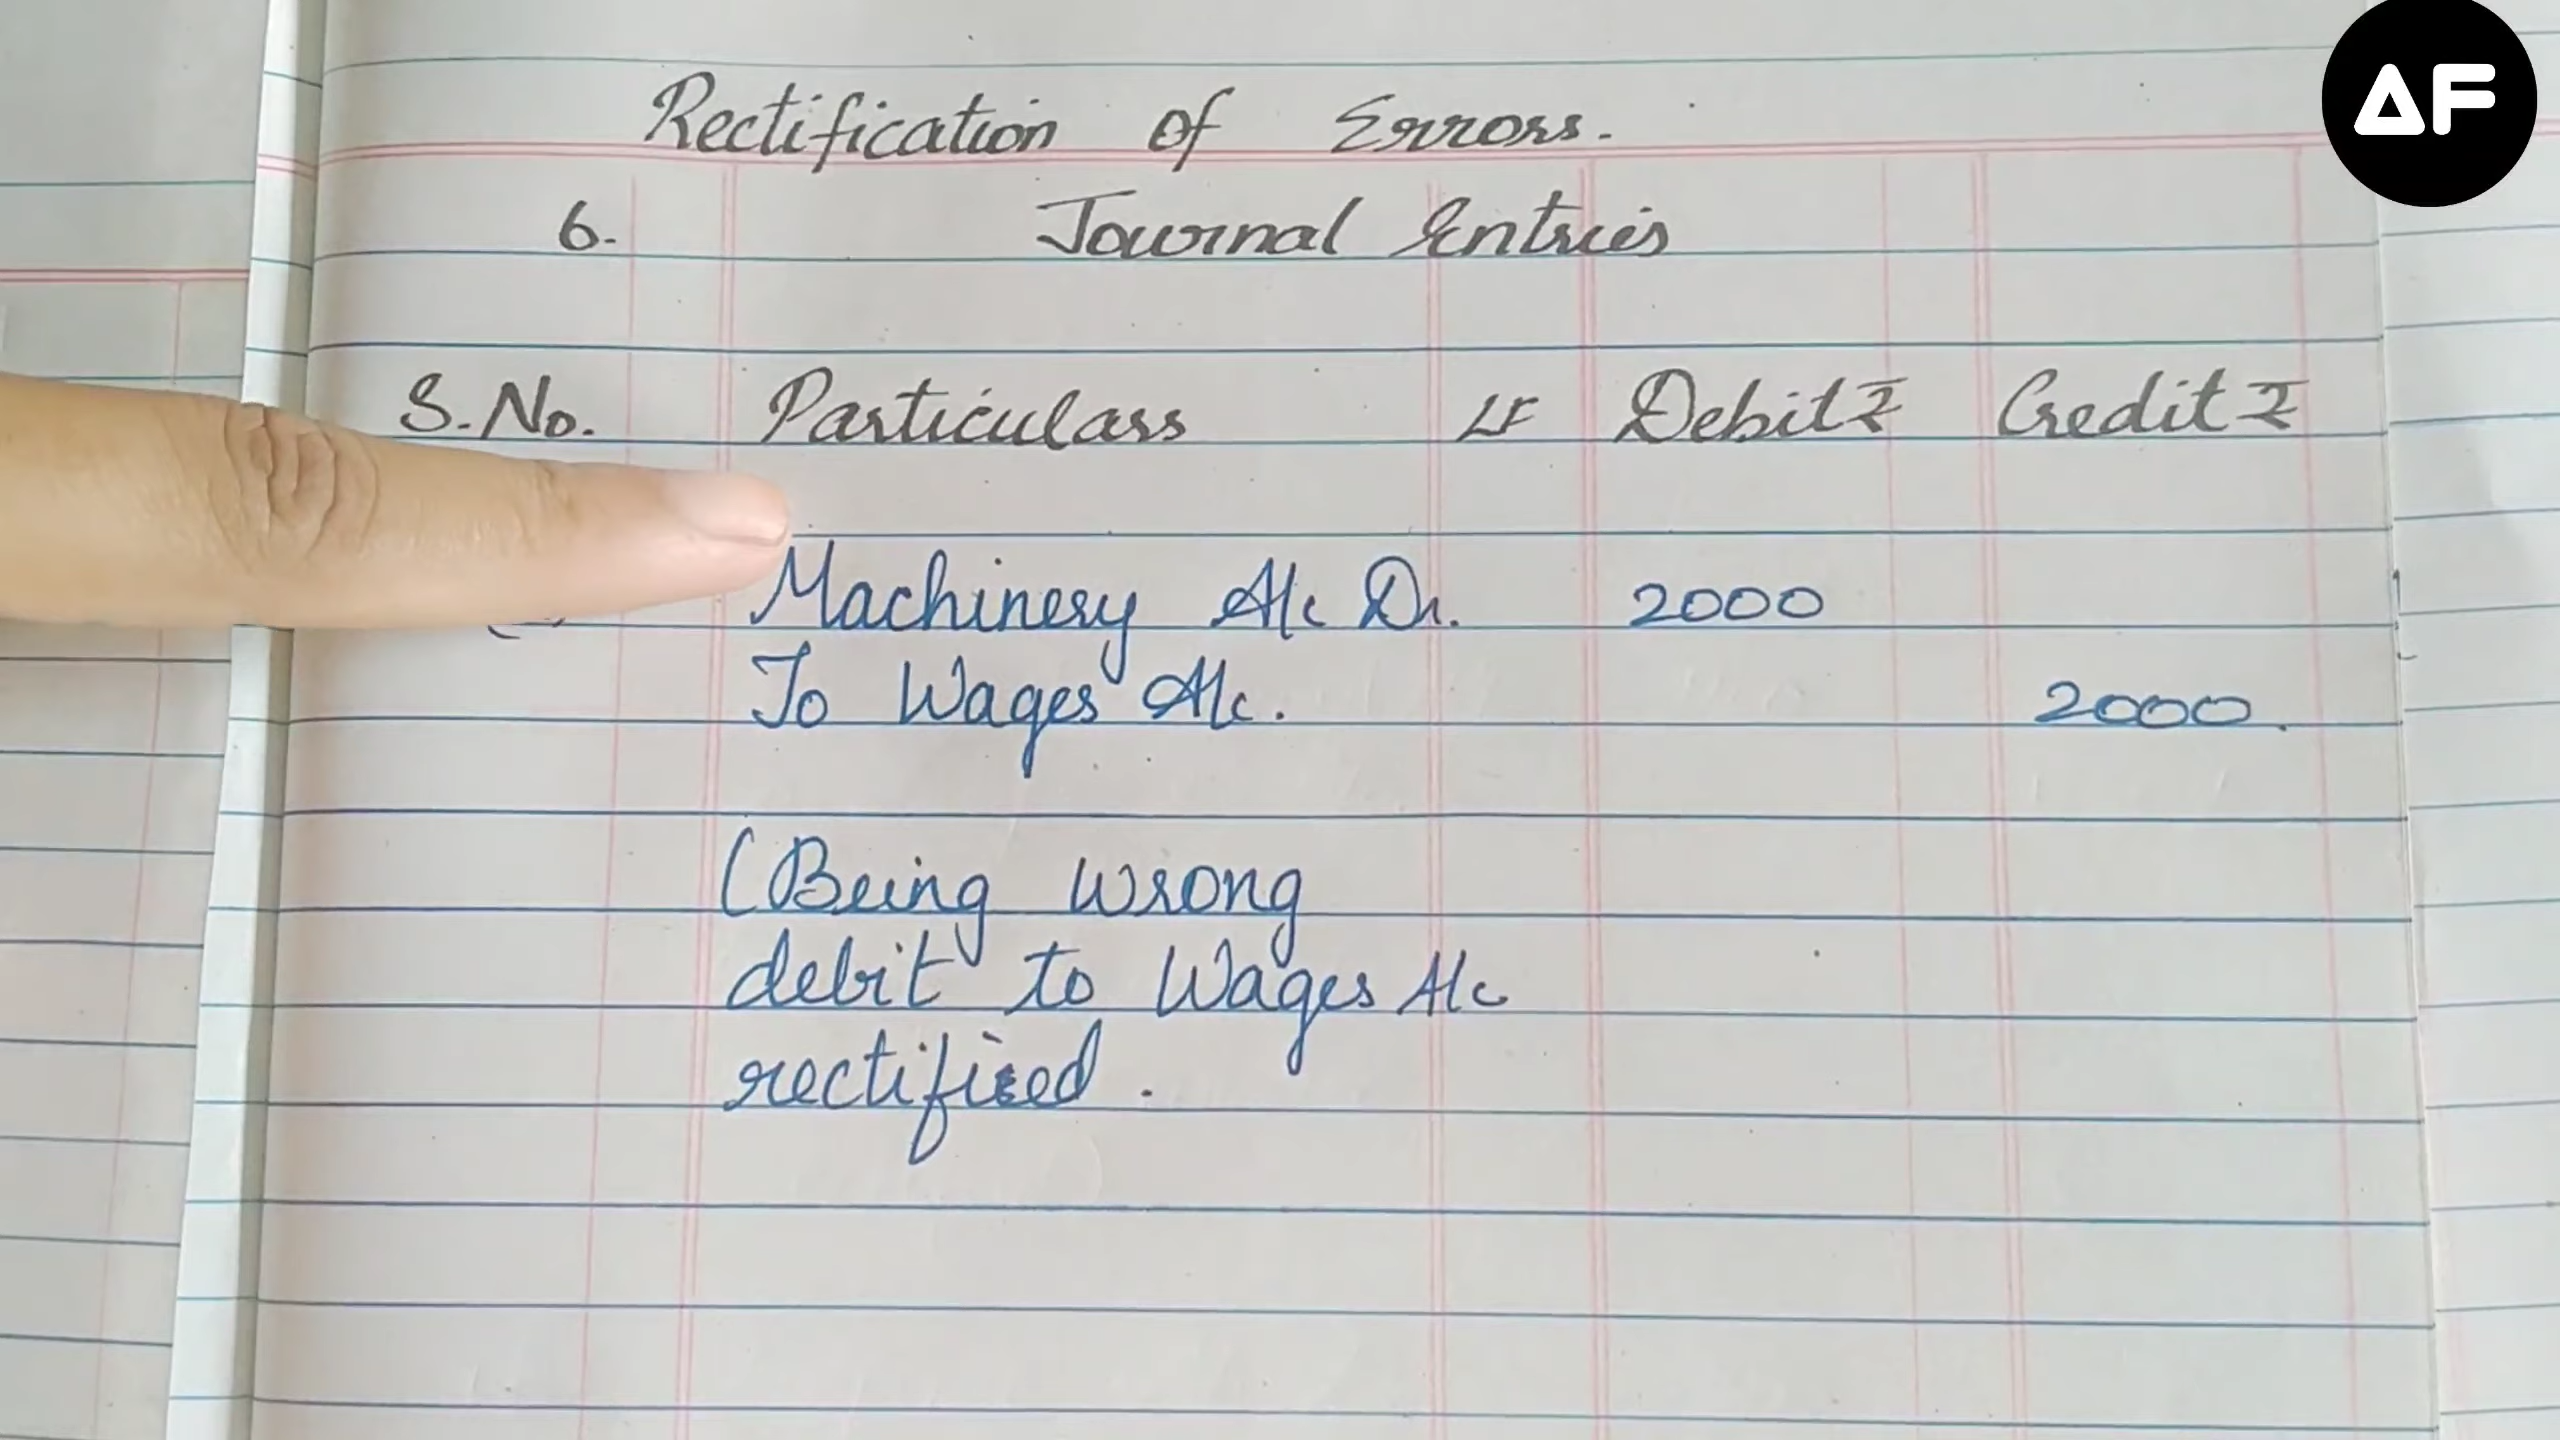 AF
Rectification of Errors.
6. Journal Entries
S.No. Particulars LF Debit ₹ Credit ₹
Machinery A/c Dr. 2000
To Wages A/c. 2000.
(Being wrong
debit to Wages A/c
rectified.